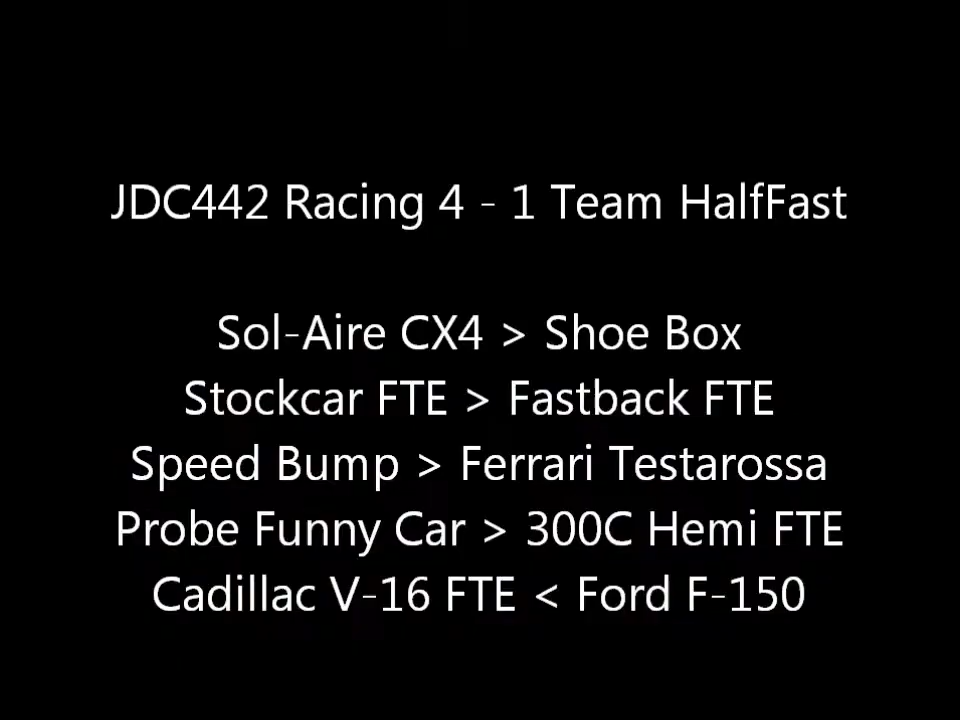 JDC442 Racing 4 - 1 Team HalfFast
Sol-Aire CX4 > Shoe Box
Stockcar FTE > Fastback FTE
Speed Bump > Ferrari Testarossa
Probe Funny Car > 300C Hemi FTE
Cadillac V-16 FTE < Ford F-150